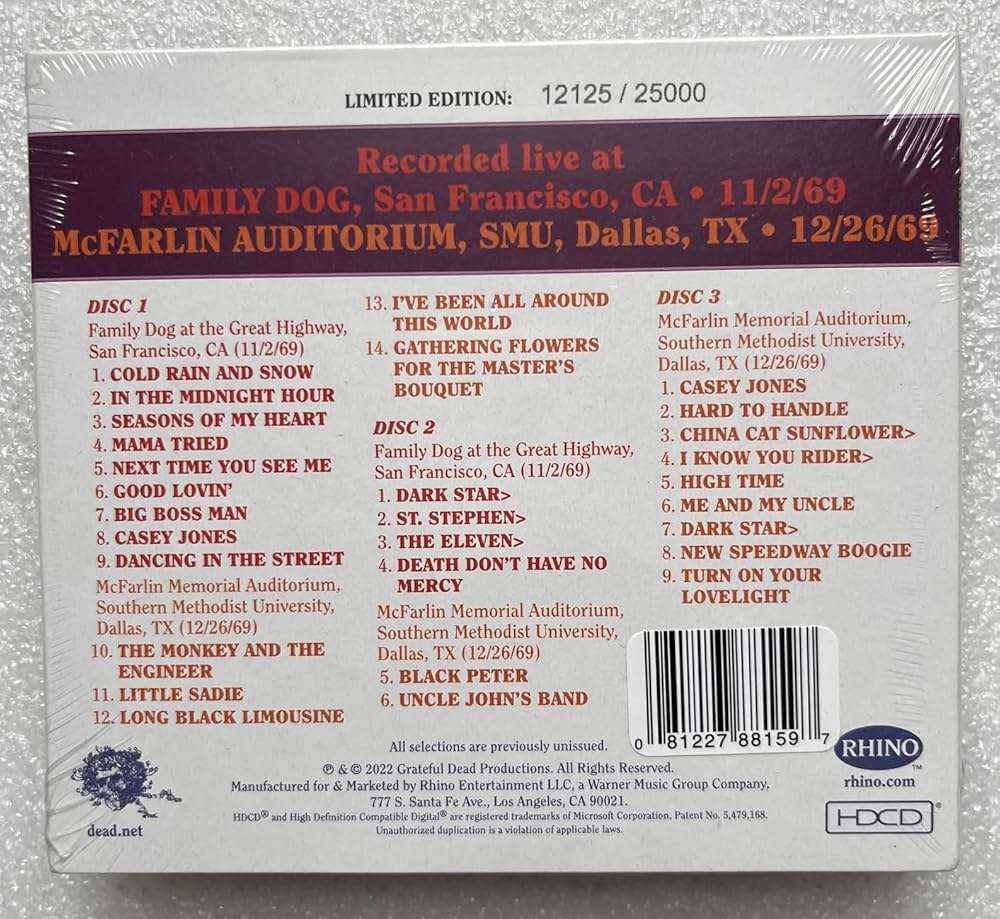 LIMITED EDITION: 12125 / 25000
Recorded live at
FAMILY DOG, San Francisco, CA • 11/2/69
McFARLIN AUDITORIUM, SMU, Dallas, TX • 12/26/69
DISC 1
Family Dog at the Great Highway,
San Francisco, CA (11/2/69)
1. COLD RAIN AND SNOW
2. IN THE MIDNIGHT HOUR
3. SEASONS OF MY HEART
4. MAMA TRIED
5. NEXT TIME YOU SEE ME
6. GOOD LOVIN'
7. BIG BOSS MAN
8. CASEY JONES
9. DANCING IN THE STREET
McFarlin Memorial Auditorium,
Southern Methodist University,
Dallas, TX (12/26/69)
10. THE MONKEY AND THE
ENGINEER
11. LITTLE SADIE
12. LONG BLACK LIMOUSINE
13. I'VE BEEN ALL AROUND
THIS WORLD
14. GATHERING FLOWERS
FOR THE MASTER'S
BOUQUET
DISC 2
Family Dog at the Great Highway,
San Francisco, CA (11/2/69)
1. DARK STAR>
2. ST. STEPHEN>
3. THE ELEVEN>
4. DEATH DON'T HAVE NO
MERCY
McFarlin Memorial Auditorium,
Southern Methodist University,
Dallas, TX (12/26/69)
5. BLACK PETER
6. UNCLE JOHN'S BAND
DISC 3
McFarlin Memorial Auditorium,
Southern Methodist University,
Dallas, TX (12/26/69)
1. CASEY JONES
2. HARD TO HANDLE
3. CHINA CAT SUNFLOWER>
4. I KNOW YOU RIDER>
5. HIGH TIME
6. ME AND MY UNCLE
7. DARK STAR>
8. NEW SPEEDWAY BOOGIE
9. TURN ON YOUR
LOVELIGHT
0 81227 88159 7
All selections are previously unissued.
℗ & © 2022 Grateful Dead Productions. All Rights Reserved.
Manufactured for & Marketed by Rhino Entertainment LLC, a Warner Music Group Company,
777 S. Santa Fe Ave., Los Angeles, CA 90021.
HDCD® and High Definition Compatible Digital® are registered trademarks of Microsoft Corporation, Patent No. 5,479,168.
Unauthorized duplication is a violation of applicable laws.
dead.net
RHINO™
rhino.com
HDCD®